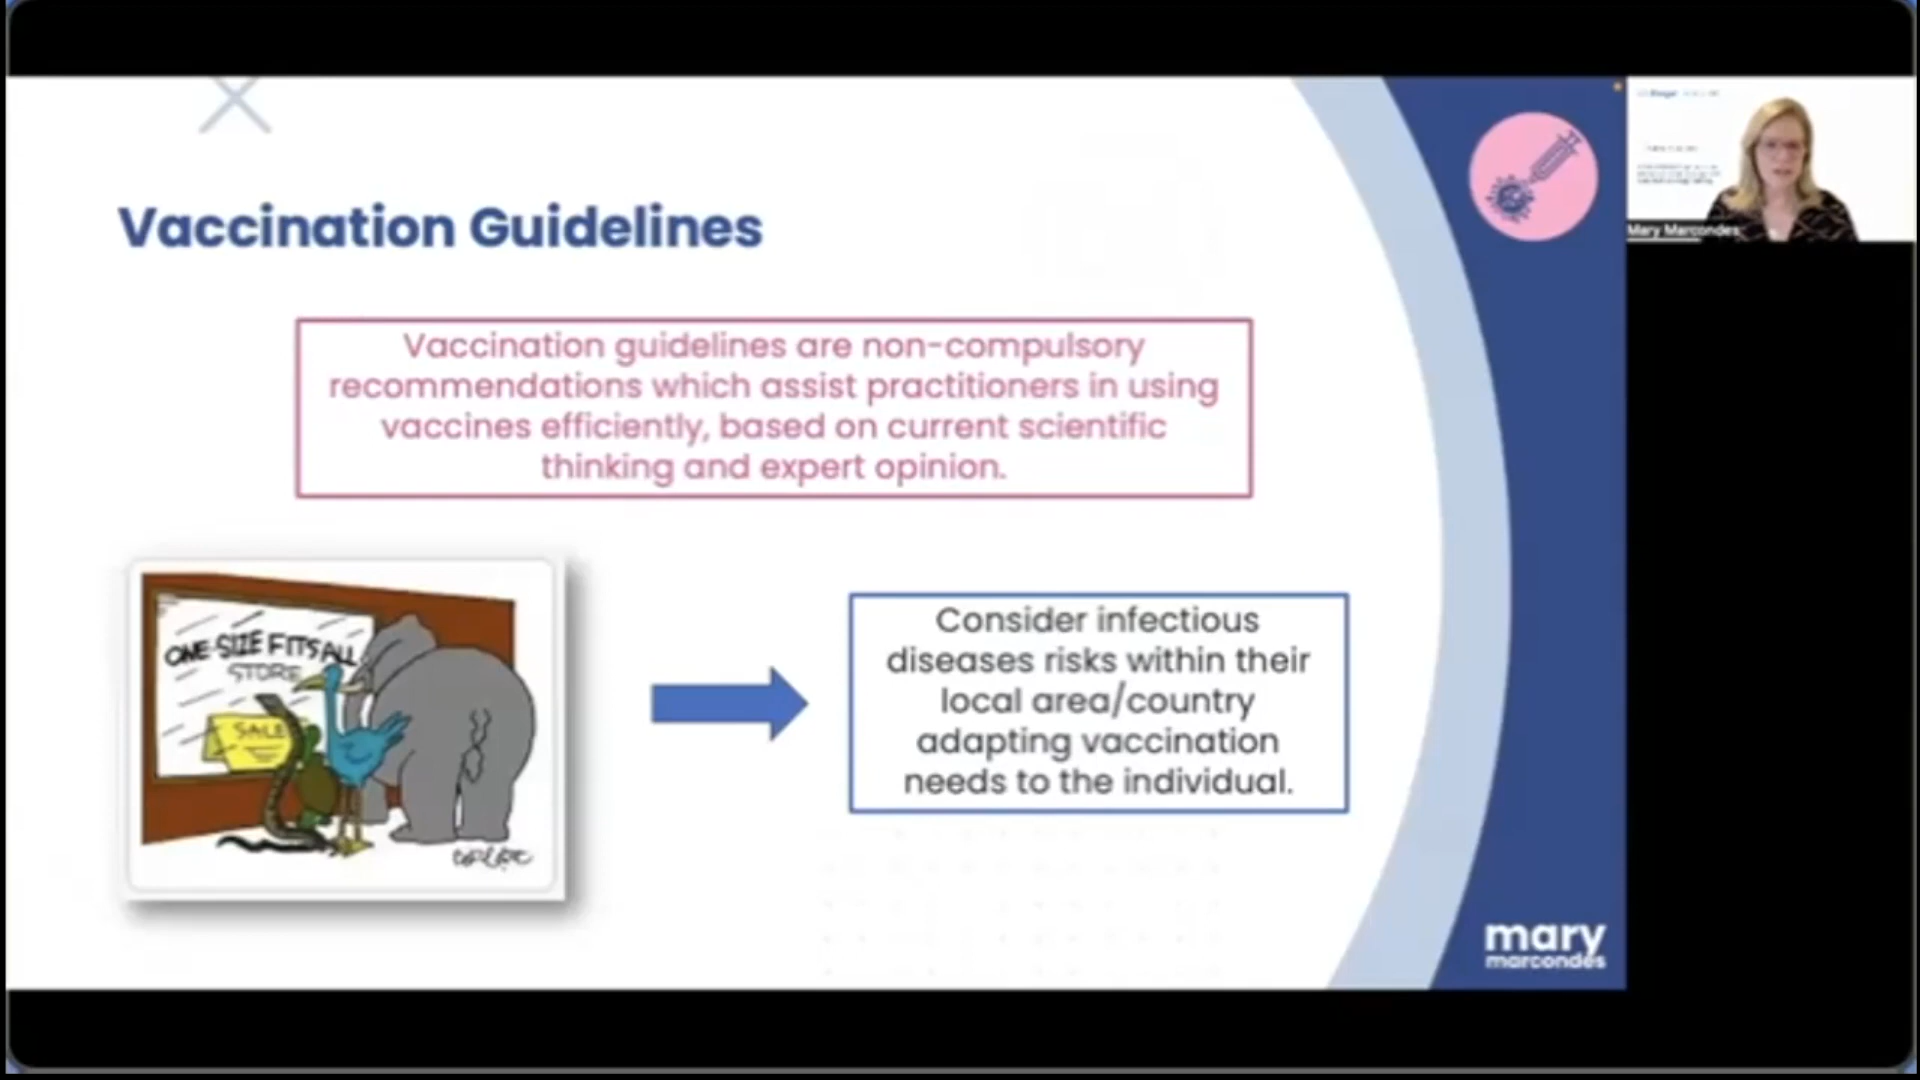 Vaccination Guidelines
Vaccination guidelines are non-compulsory
recommendations which assist practitioners in using
vaccines efficiently, based on current scientific
thinking and expert opinion.
ONE-SIZE FITS ALL
STORE
SALE
Consider infectious
diseases risks within their
local area/country
adapting vaccination
needs to the individual.
mary
marcondes
Mary Marcondes